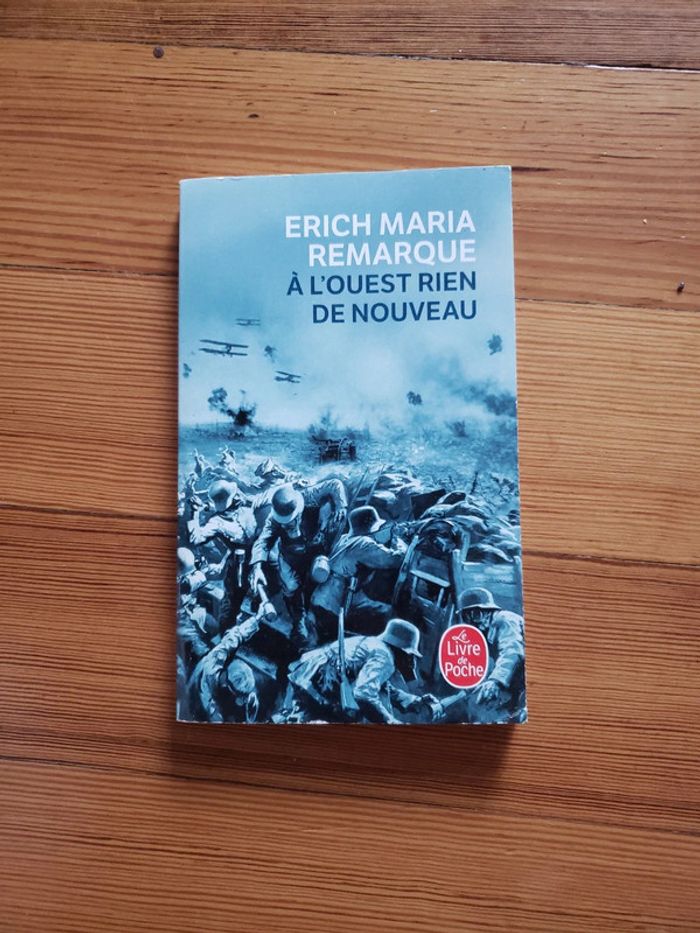 ERICH MARIA
REMARQUE
À L'OUEST RIEN
DE NOUVEAU
Le
Livre
de
Poche